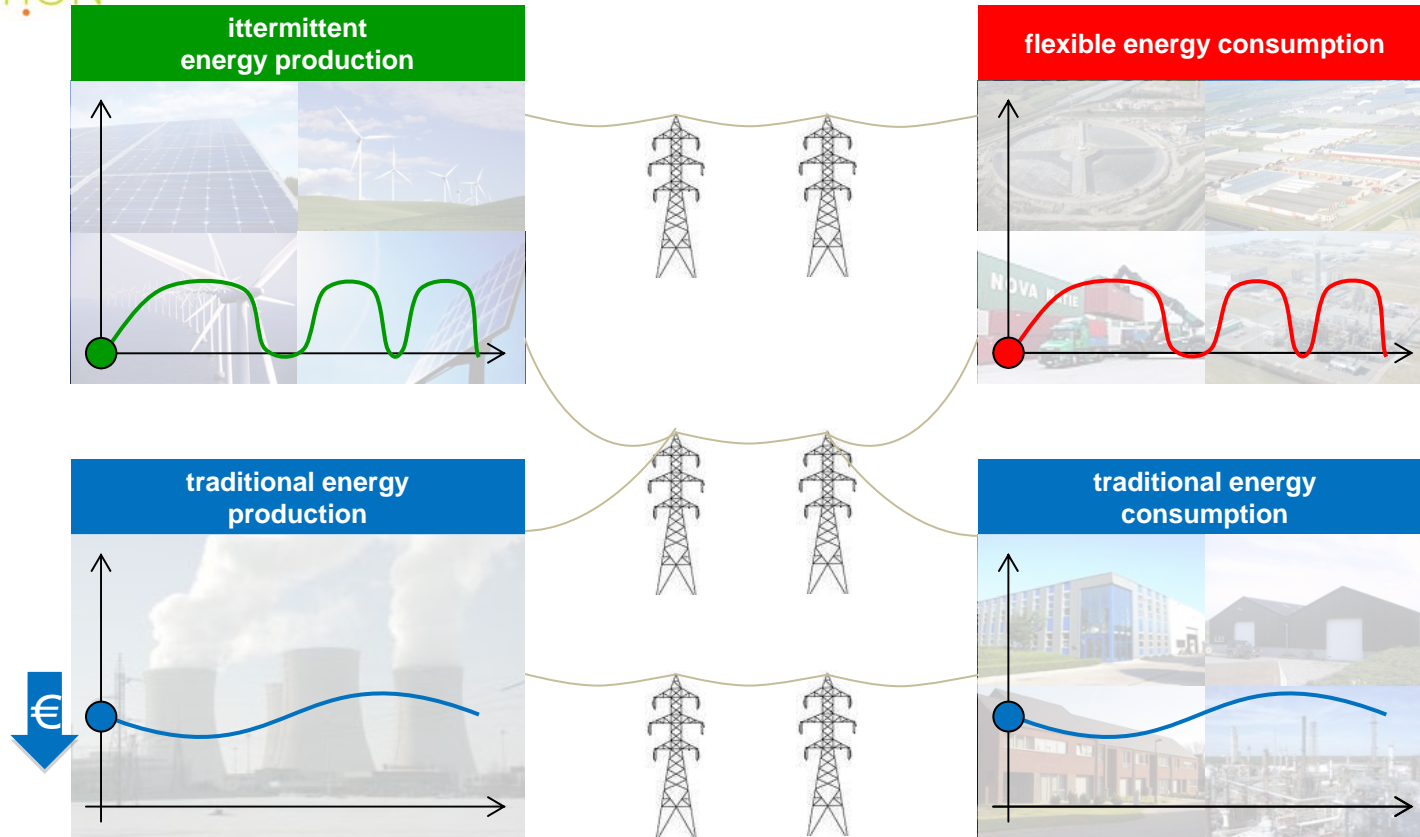 ittermittent
energy production
flexible energy consumption
NOVA
traditional energy
production
traditional energy
consumption
€